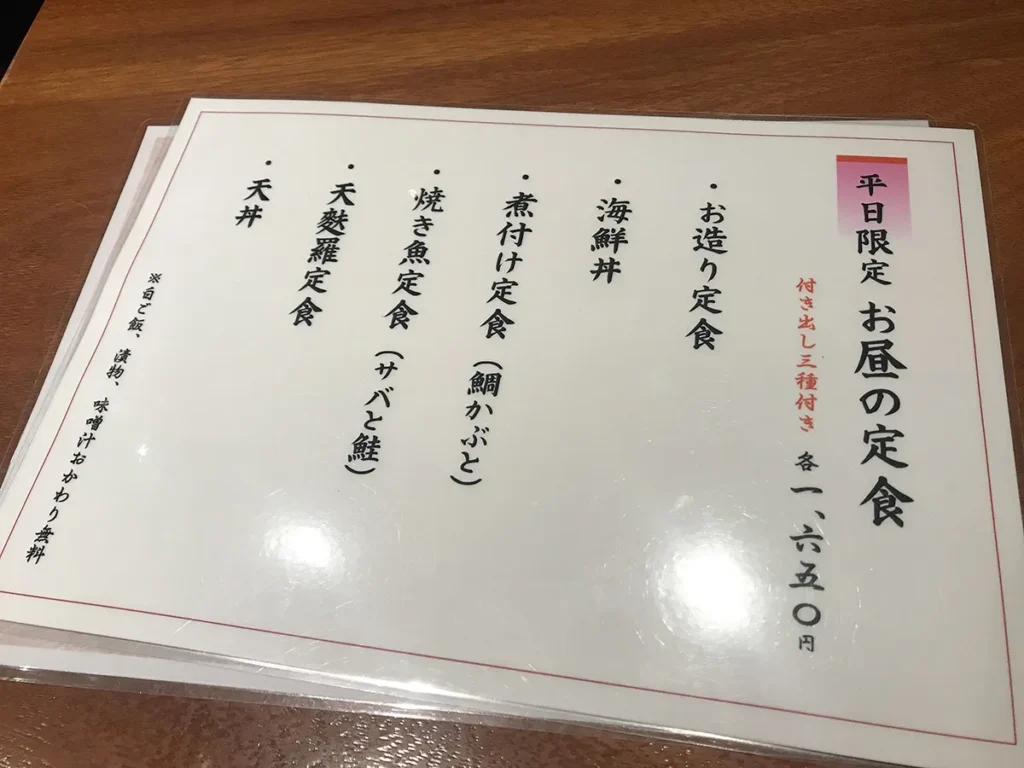 平日限定 お昼の定食
付き出し三種付き 各一、六五〇円
・お造り定食
・海鮮丼
・煮付け定食（鯛かぶと）
・焼き魚定食（サバと鮭）
・天麩羅定食
・天丼
※白ご飯、漬物、味噌汁おかわり無料